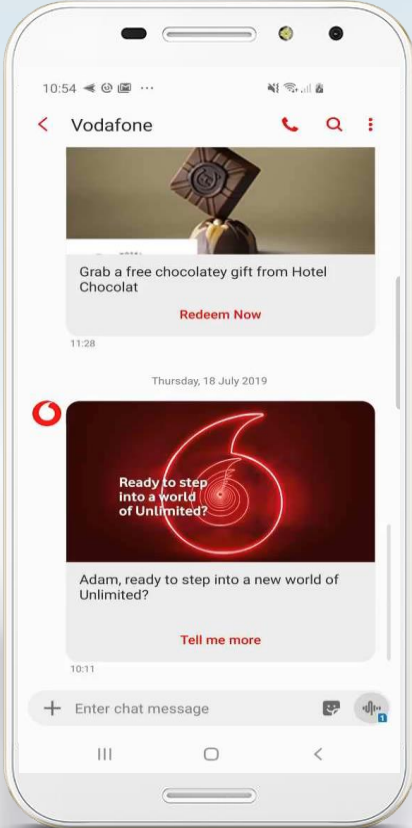 10:54
Vodafone
Grab a free chocolatey gift from Hotel
Chocolat
Redeem Now
11:28
Thursday, 18 July 2019
Ready to step
into a world
of Unlimited?
Adam, ready to step into a new world of
Unlimited?
Tell me more
10:11
Enter chat message
1